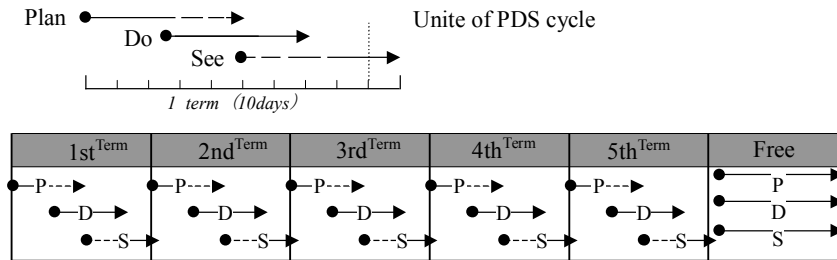 Plan
Unite of PDS cycle
Do
See
1 term (10days)
1st Term 2nd Term 3rd Term 4th Term 5th Term Free
P P P P P P
D D D D D D
S S S S S S